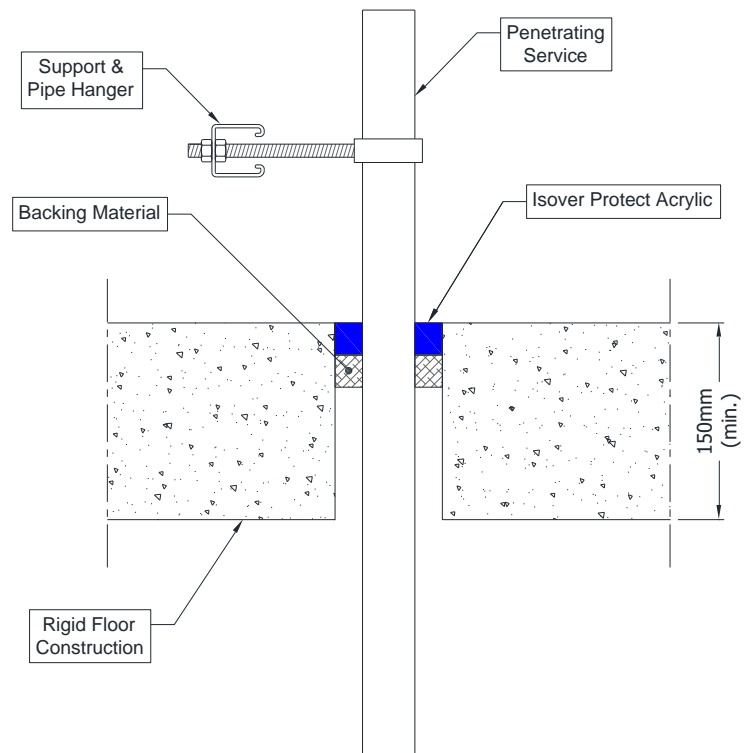 Penetrating
Service
Support &
Pipe Hanger
Backing Material
Isover Protect Acrylic
150mm
(min.)
Rigid Floor
Construction